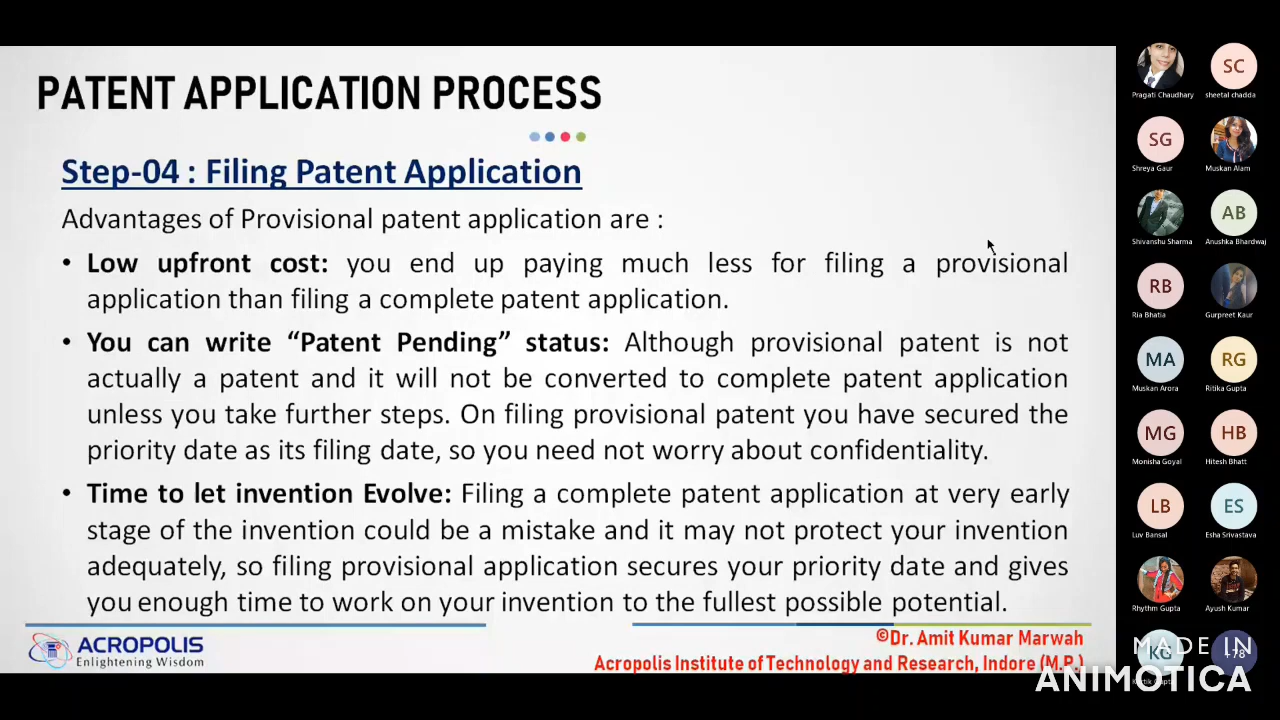 PATENT APPLICATION PROCESS
Step-04 : Filing Patent Application
Advantages of Provisional patent application are :
• Low upfront cost: you end up paying much less for filing a provisional
application than filing a complete patent application.
• You can write “Patent Pending” status: Although provisional patent is not
actually a patent and it will not be converted to complete patent application
unless you take further steps. On filing provisional patent you have secured the
priority date as its filing date, so you need not worry about confidentiality.
• Time to let invention Evolve: Filing a complete patent application at very early
stage of the invention could be a mistake and it may not protect your invention
adequately, so filing provisional application secures your priority date and gives
you enough time to work on your invention to the fullest possible potential.
ACROPOLIS
Enlightening Wisdom
©Dr. Amit Kumar Marwah
Acropolis Institute of Technology and Research, Indore (M.P.)
SC
Pragati Chaudhary
sheetal chadda
SG
Shreya Gaur
Muskan Alam
AB
Shivanshu Sharma
Anushka Bhardwaj
RB
Ria Bhatia
Gurpreet Kaur
MA
RG
Muskan Arora
Ritika Gupta
MG
HB
Monisha Goyal
Hitesh Bhatt
LB
ES
Luv Bansal
Esha Srivastava
Rhythm Gupta
Ayush Kumar
KG
+78
MADE IN
ANIMOTICA